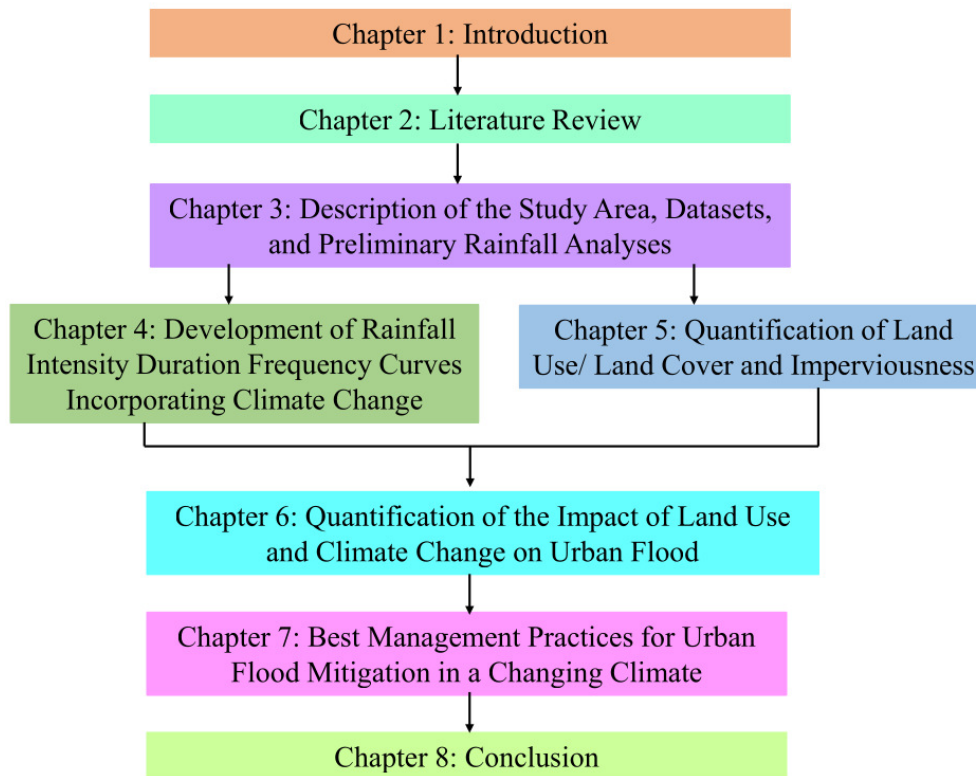 Chapter 1: Introduction
Chapter 2: Literature Review
Chapter 3: Description of the Study Area, Datasets,
and Preliminary Rainfall Analyses
Chapter 4: Development of Rainfall
Intensity Duration Frequency Curves
Incorporating Climate Change
Chapter 5: Quantification of Land
Use/ Land Cover and Imperviousness
Chapter 6: Quantification of the Impact of Land Use
and Climate Change on Urban Flood
Chapter 7: Best Management Practices for Urban
Flood Mitigation in a Changing Climate
Chapter 8: Conclusion